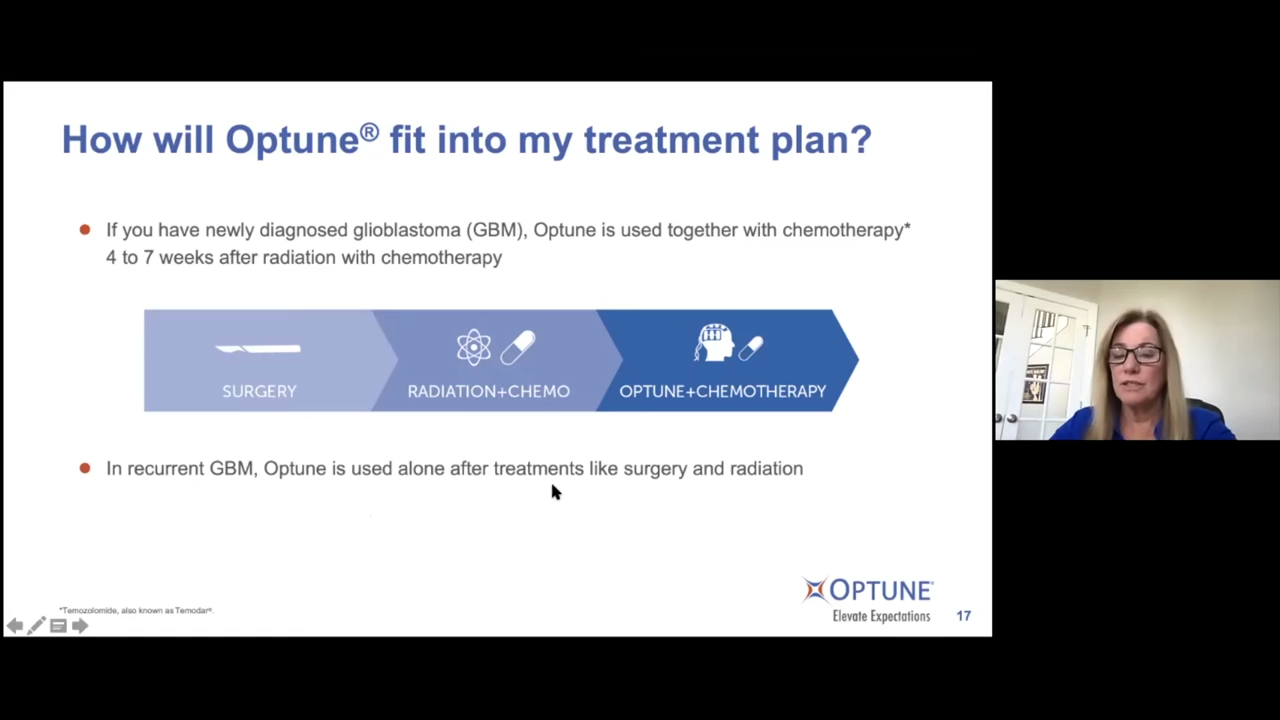 How will Optune® fit into my treatment plan?
If you have newly diagnosed glioblastoma (GBM), Optune is used together with chemotherapy*
4 to 7 weeks after radiation with chemotherapy
SURGERY
RADIATION+CHEMO
OPTUNE+CHEMOTHERAPY
In recurrent GBM, Optune is used alone after treatments like surgery and radiation
*Temozolomide, also known as Temodar®.
OPTUNE®
Elevate Expectations
17